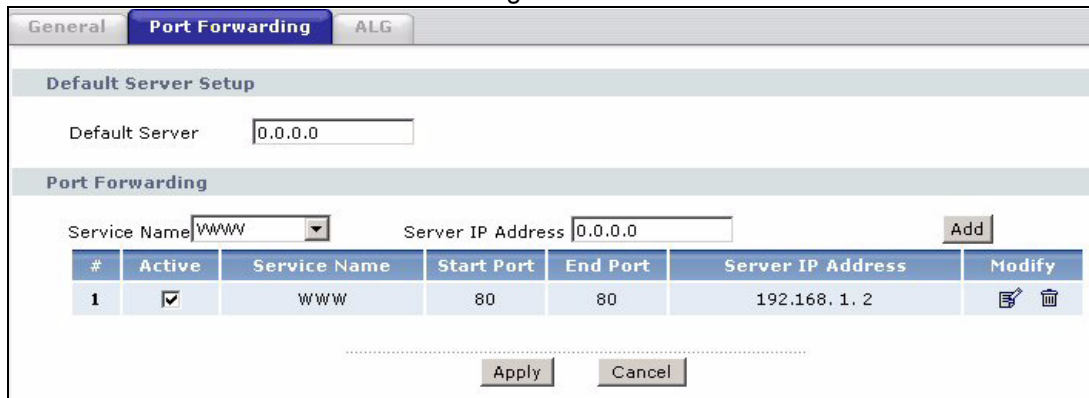 General Port Forwarding ALG
Default Server Setup
Default Server 0.0.0.0
Port Forwarding
Service Name WWW Server IP Address 0.0.0.0 Add
# Active Service Name Start Port End Port Server IP Address Modify
1 WWW 80 80 192.168. 1. 2
Apply Cancel